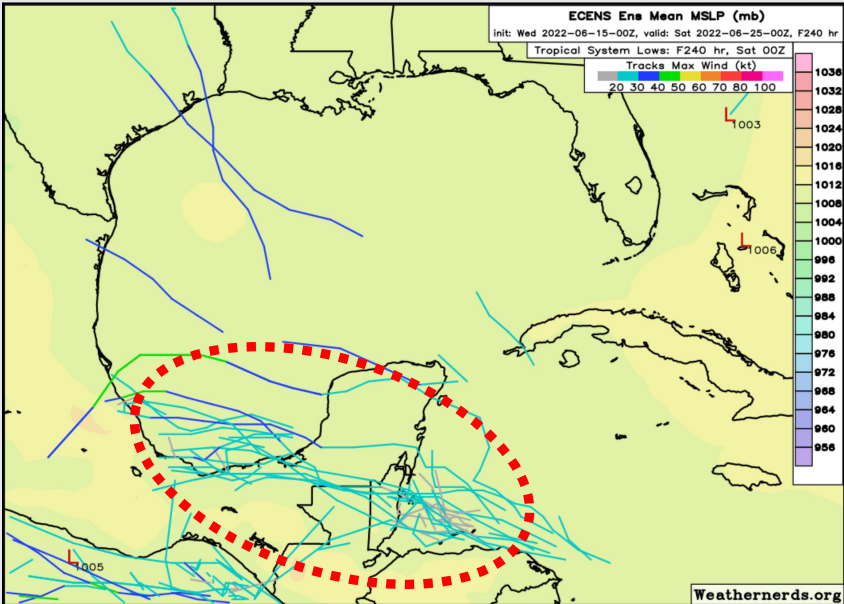 ECENS Ens Mean MSLP (mb)
init: Wed 2022-06-15-00Z, valid: Sat 2022-06-25-00Z, F240 hr
Tropical System Lows: F240 hr, Sat 00Z
Tracks Max Wind (kt)
20 30 40 50 60 70 80 100
1036
1032
1028
1024
1020
1016
1012
1008
1004
1000
996
992
988
984
980
976
972
968
964
960
956
L1003
L1006
L1005
Weathernerds.org